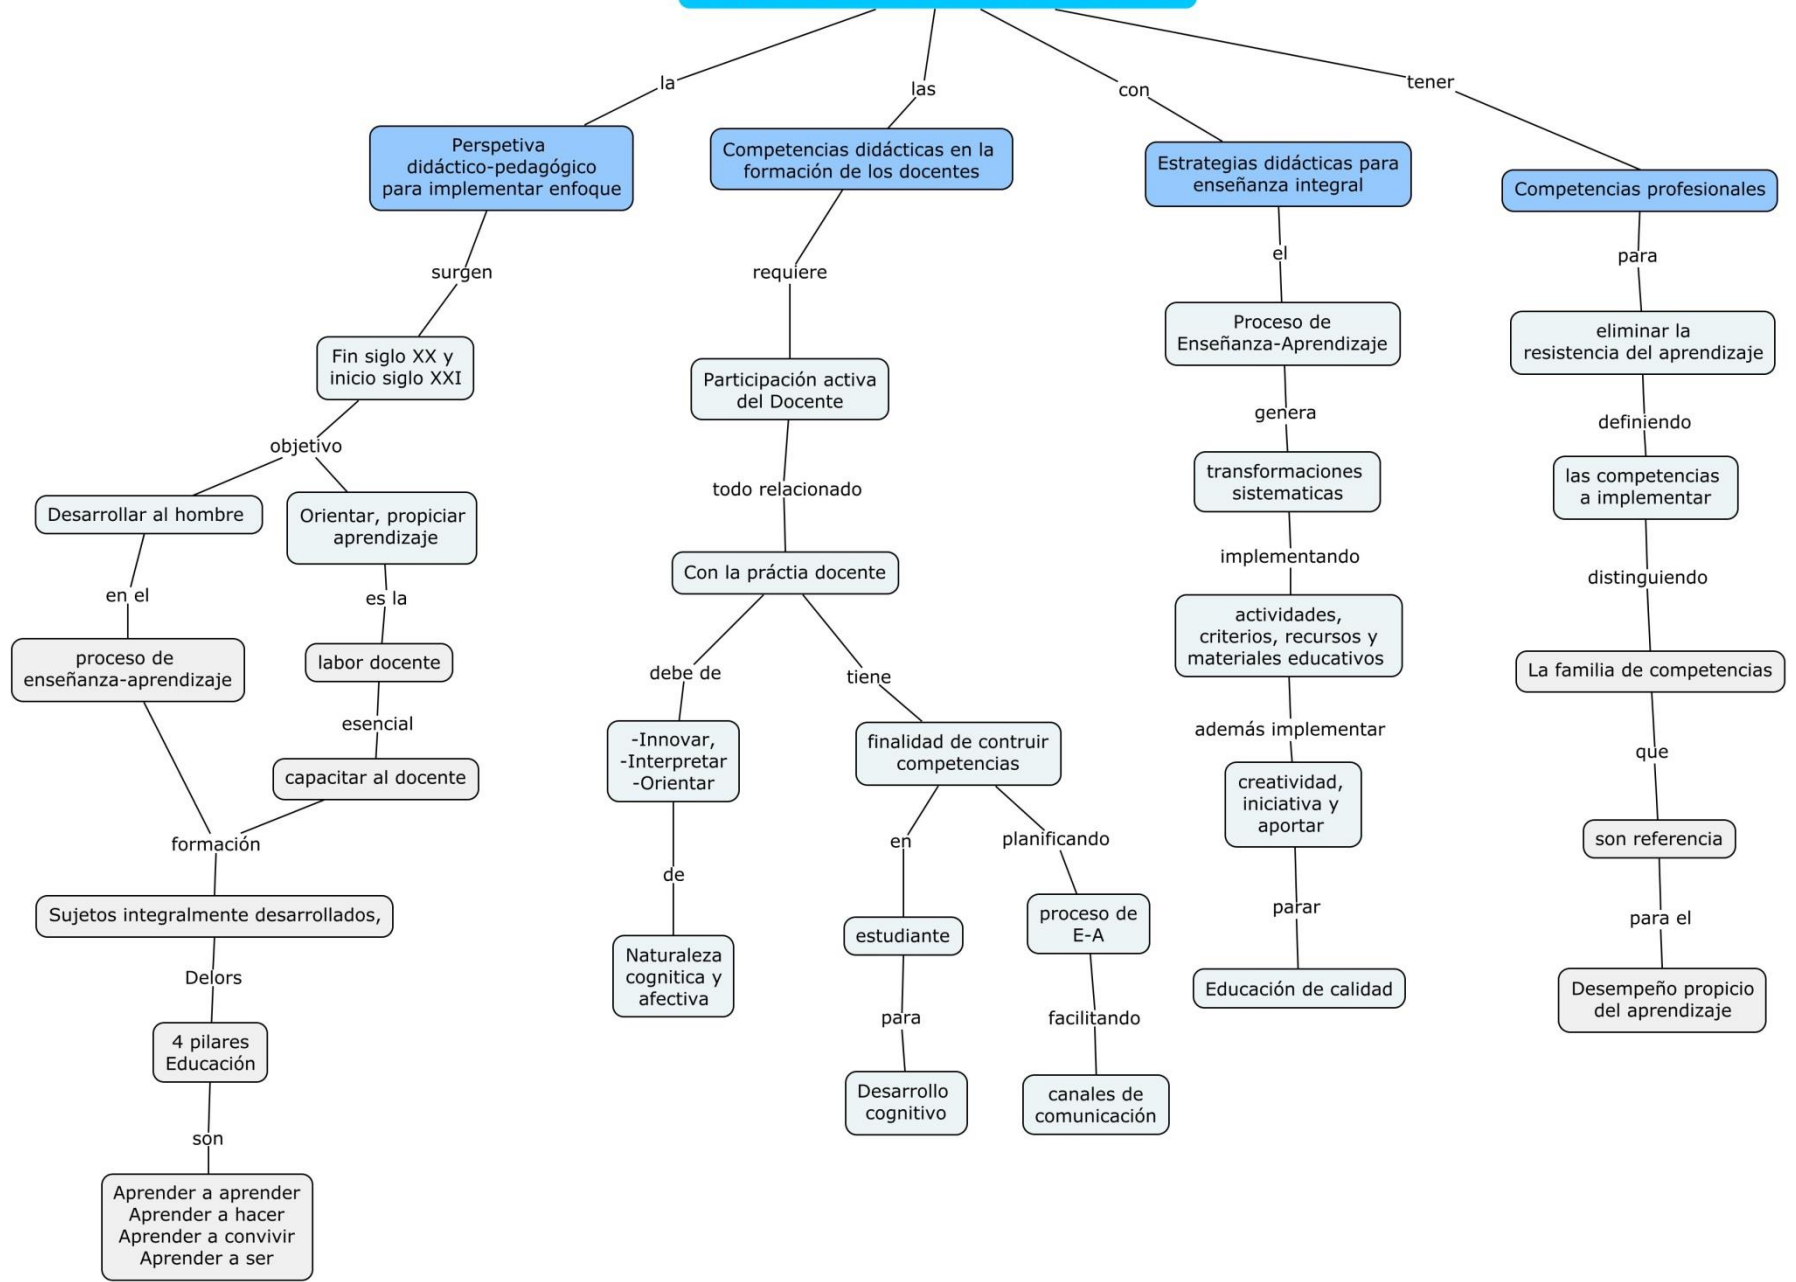 la
las
con
tener
Perspetiva
didáctico-pedagógico
para implementar enfoque
surgen
Fin siglo XX y
inicio siglo XXI
objetivo
Desarrollar al hombre
en el
proceso de
enseñanza-aprendizaje
Orientar, propiciar
aprendizaje
es la
labor docente
esencial
capacitar al docente
formación
Sujetos integralmente desarrollados,
Delors
4 pilares
Educación
son
Aprender a aprender
Aprender a hacer
Aprender a convivir
Aprender a ser
Competencias didácticas en la
formación de los docentes
requiere
Participación activa
del Docente
todo relacionado
Con la práctia docente
debe de
-Innovar,
-Interpretar
-Orientar
de
Naturaleza
cognitica y
afectiva
tiene
finalidad de contruir
competencias
en
estudiante
para
Desarrollo
cognitivo
planificando
proceso de
E-A
facilitando
canales de
comunicación
Estrategias didácticas para
enseñanza integral
el
Proceso de
Enseñanza-Aprendizaje
genera
transformaciones
sistematicas
implementando
actividades,
criterios, recursos y
materiales educativos
además implementar
creatividad,
iniciativa y
aportar
parar
Educación de calidad
Competencias profesionales
para
eliminar la
resistencia del aprendizaje
definiendo
las competencias
a implementar
distinguiendo
La familia de competencias
que
son referencia
para el
Desempeño propicio
del aprendizaje